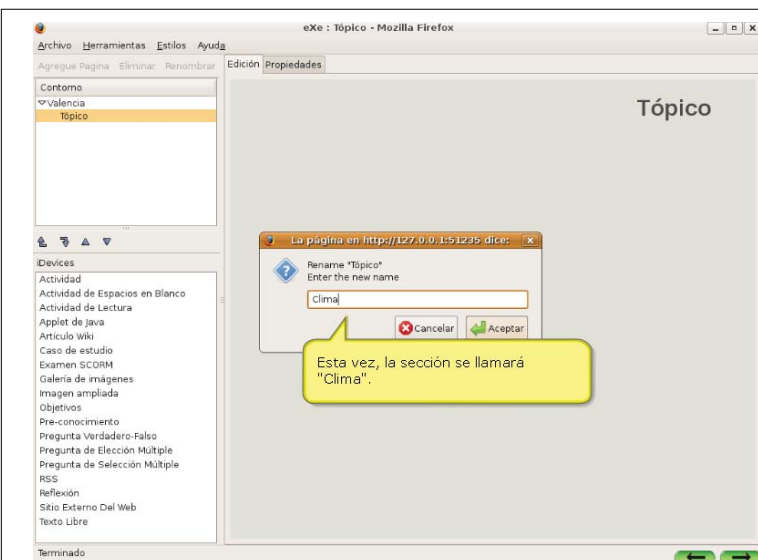 eXe : Tópico - Mozilla Firefox
Archivo Herramientas Estilos Ayuda
Agregue Pagina Eliminar Renombrar
Edición Propiedades
Contorno
Valencia
Tópico
Tópico
La página en http://127.0.0.1:51235 dice:
Rename "Tópico"
Enter the new name
Clima
Cancelar Aceptar
Esta vez, la sección se llamará
"Clima".
iDevices
Actividad
Actividad de Espacios en Blanco
Actividad de Lectura
Applet de Java
Artículo Wiki
Caso de estudio
Examen SCORM
Galería de imágenes
Imagen ampliada
Objetivos
Pre-conocimiento
Pregunta Verdadero-Falso
Pregunta de Elección Múltiple
Pregunta de Selección Múltiple
RSS
Reflexión
Sitio Externo Del Web
Texto Libre
Terminado